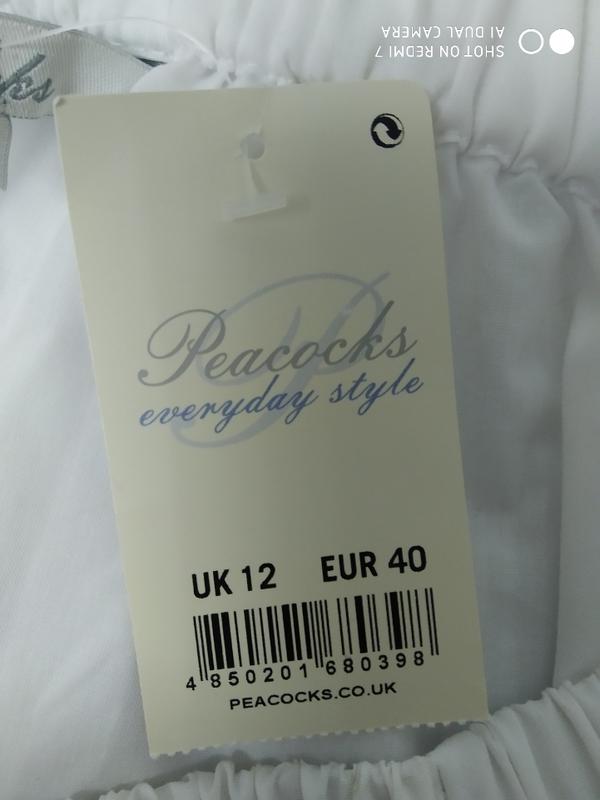 SHOT ON REDMI 7
AI DUAL CAMERA
Peacocks
everyday style
UK 12 EUR 40
4 850201 680398
PEACOCKS.CO.UK